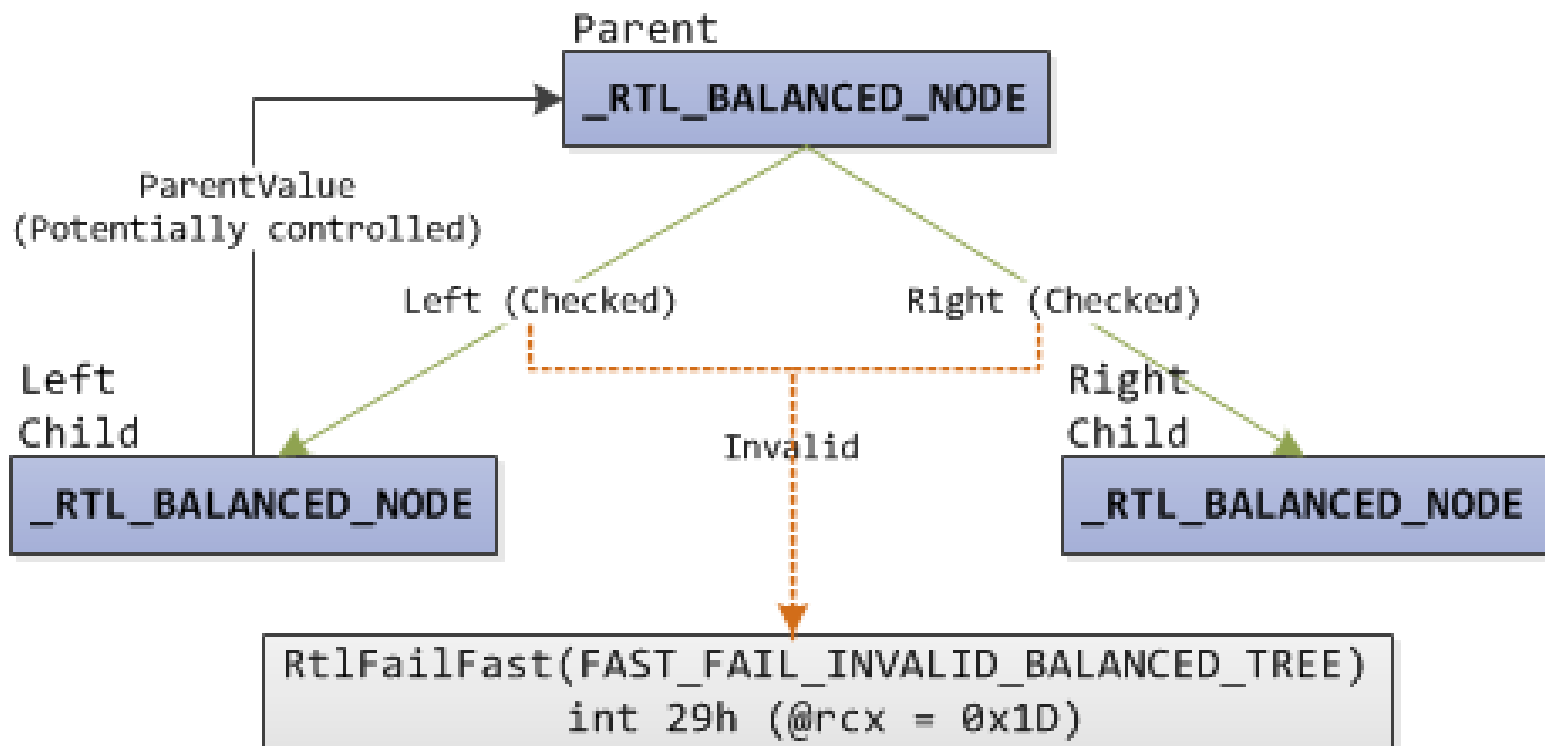 Parent
_RTL_BALANCED_NODE
ParentValue
(Potentially controlled)
Left (Checked)
Right (Checked)
Left
Child
Right
Child
Invalid
_RTL_BALANCED_NODE
_RTL_BALANCED_NODE
RtlFailFast(FAST_FAIL_INVALID_BALANCED_TREE)
int 29h (@rcx = 0x1D)